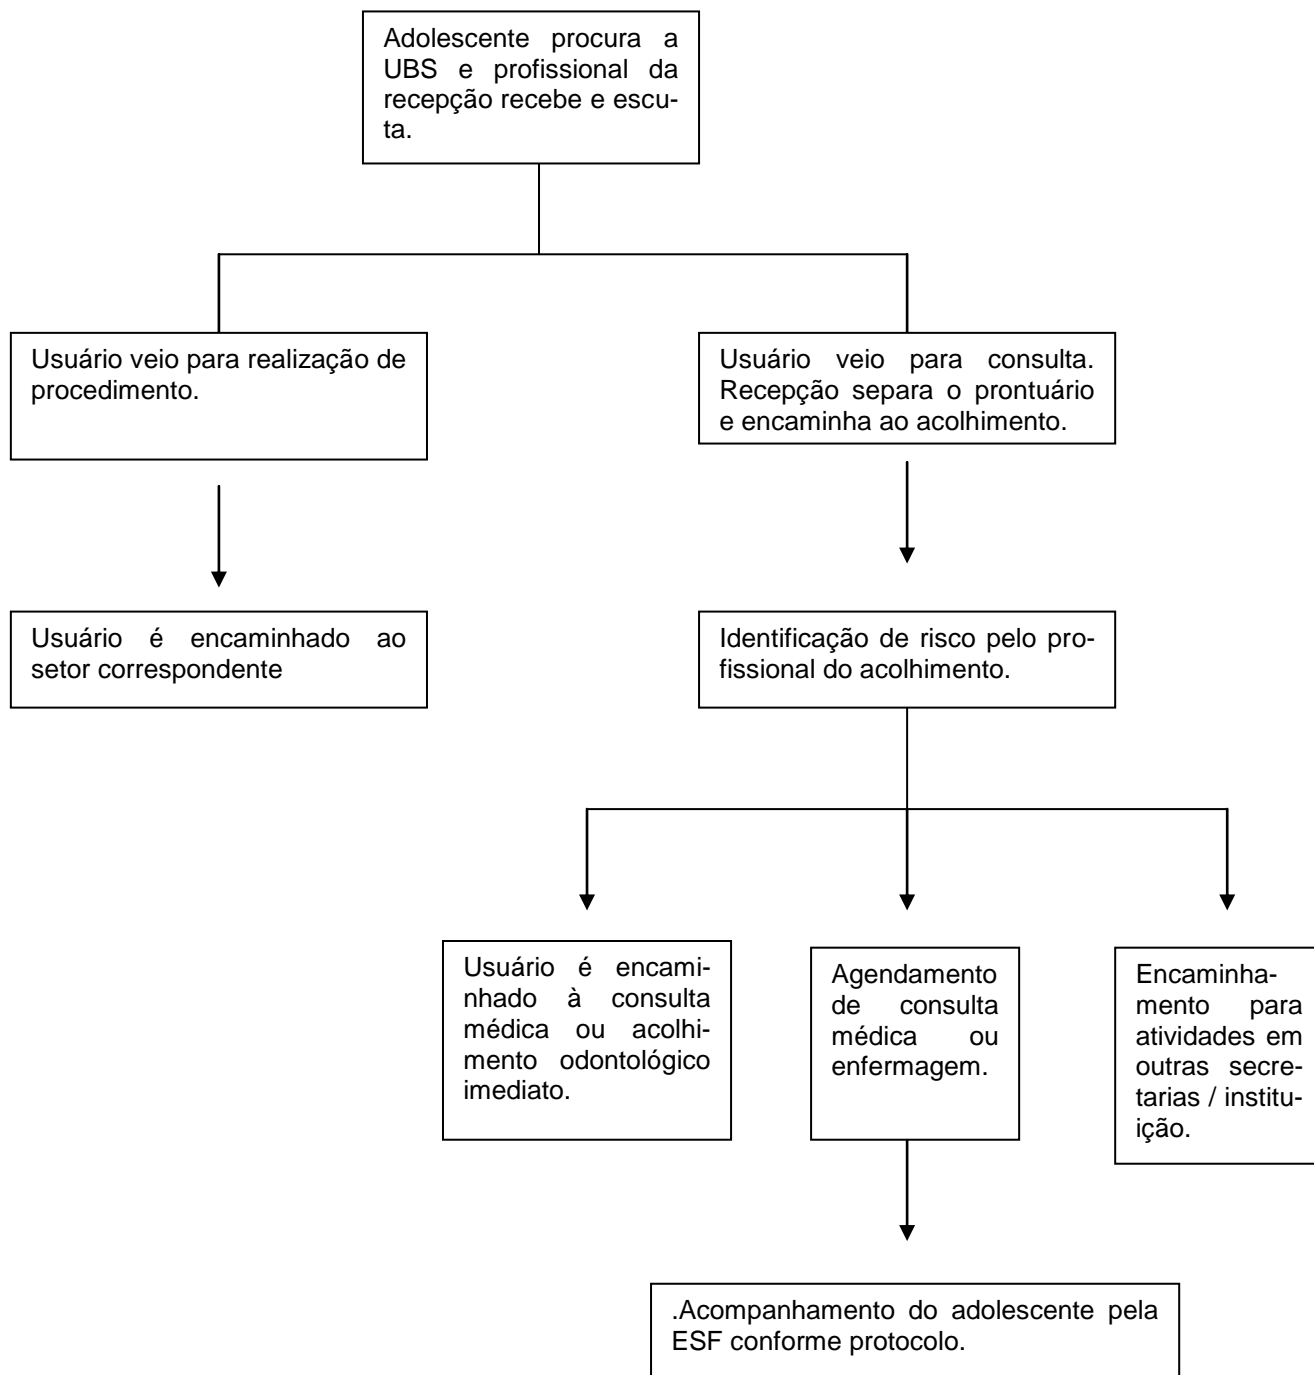 Adolescente procura a
UBS e profissional da
recepção recebe e escu-
ta.
Usuário veio para realização de
procedimento.
Usuário veio para consulta.
Recepção separa o prontuário
e encaminha ao acolhimento.
Usuário é encaminhado ao
setor correspondente
Identificação de risco pelo pro-
fissional do acolhimento.
Usuário é encami-
nhado à consulta
médica ou acolhi-
mento odontológico
imediato.
Agendamento
de consulta
médica ou
enfermagem.
Encaminha-
mento para
atividades em
outras secre-
tarias / institu-
ição.
.Acompanhamento do adolescente pela
ESF conforme protocolo.